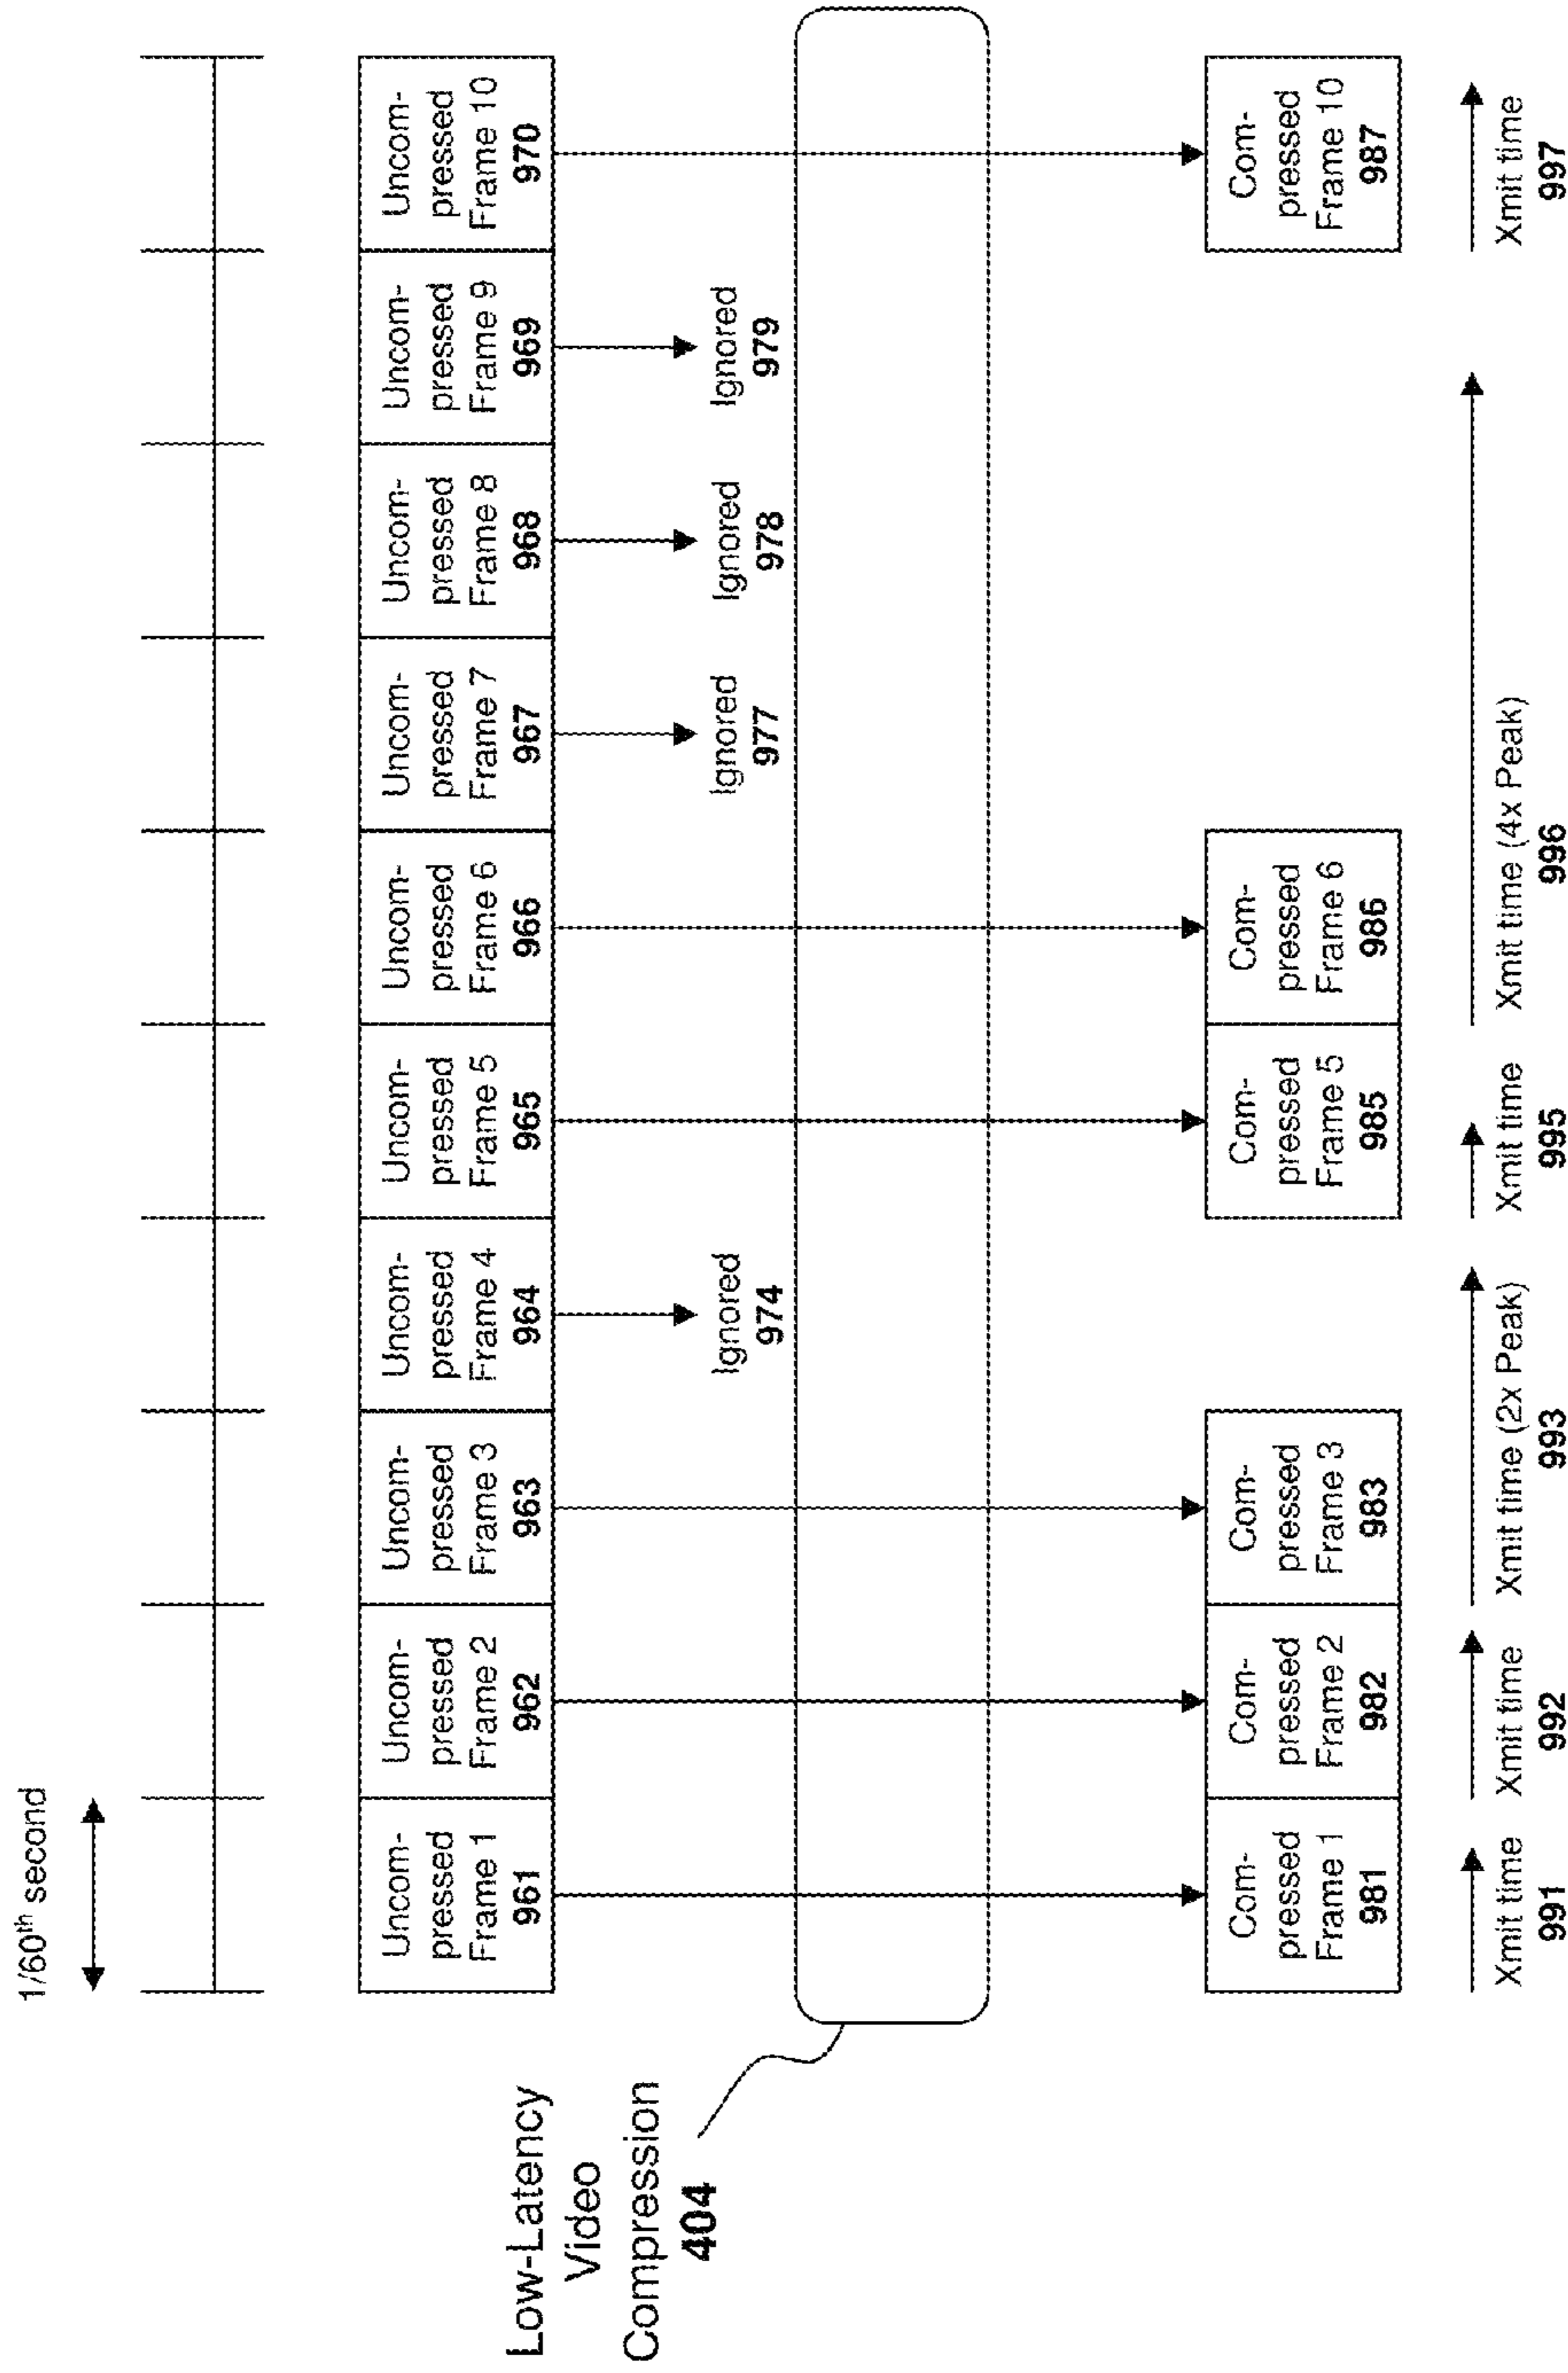 1/60th second
Uncom-
pressed
Frame 1
961
Uncom-
pressed
Frame 2
962
Uncom-
pressed
Frame 3
963
Uncom-
pressed
Frame 4
964
Uncom-
pressed
Frame 5
965
Uncom-
pressed
Frame 6
966
Uncom-
pressed
Frame 7
967
Uncom-
pressed
Frame 8
968
Uncom-
pressed
Frame 9
969
Uncom-
pressed
Frame 10
970
Ignored
974
Ignored
977
Ignored
978
Ignored
979
Low-Latency
Video
Compression
404
Com-
pressed
Frame 1
981
Com-
pressed
Frame 2
982
Com-
pressed
Frame 3
983
Com-
pressed
Frame 5
985
Com-
pressed
Frame 6
986
Com-
pressed
Frame 10
987
Xmit time
991
Xmit time
992
Xmit time (2x Peak)
993
Xmit time
995
Xmit time (4x Peak)
996
Xmit time
997